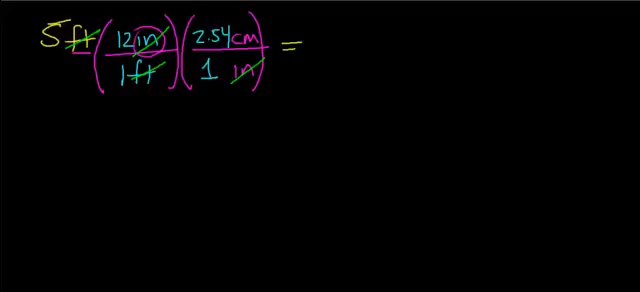 5 ft (12 in / 1 ft) (2.54 cm / 1 in) =